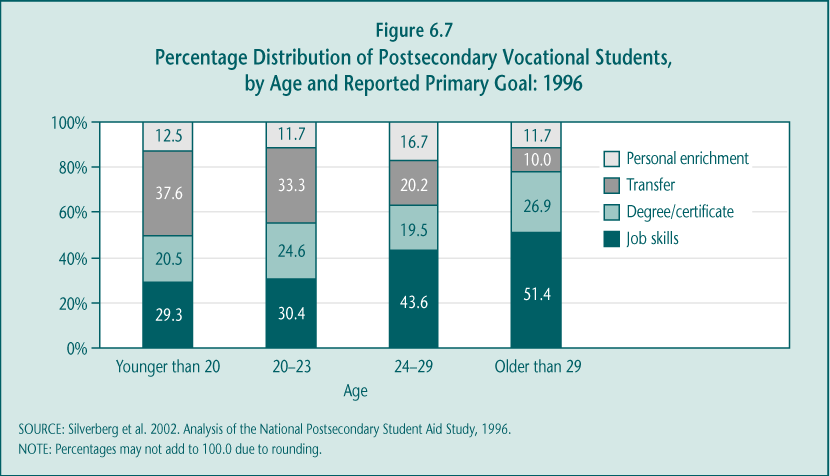 Figure 6.7
Percentage Distribution of Postsecondary Vocational Students,
by Age and Reported Primary Goal: 1996
100%
80%
60%
40%
20%
0%
12.5
37.6
20.5
29.3
11.7
33.3
24.6
30.4
16.7
20.2
19.5
43.6
11.7
10.0
26.9
51.4
Personal enrichment
Transfer
Degree/certificate
Job skills
Younger than 20
20–23
24–29
Older than 29
Age
SOURCE: Silverberg et al. 2002. Analysis of the National Postsecondary Student Aid Study, 1996.
NOTE: Percentages may not add to 100.0 due to rounding.